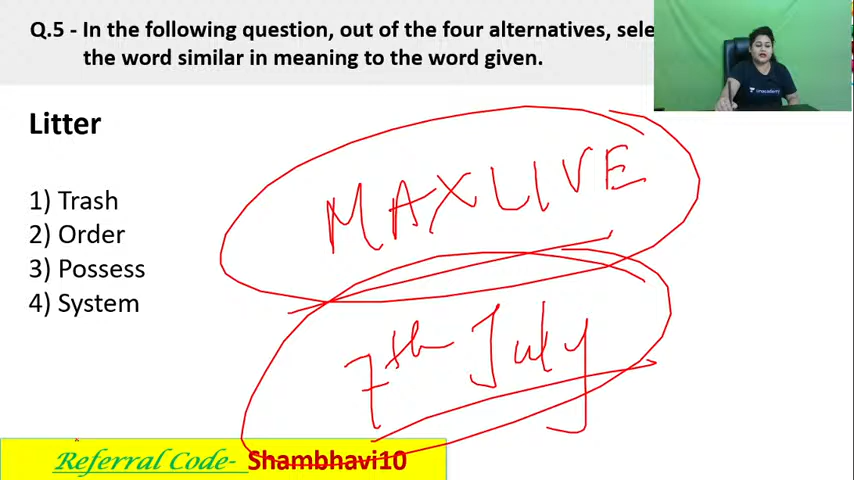 Q.5 - In the following question, out of the four alternatives, sele
the word similar in meaning to the word given.
Litter
1) Trash
2) Order
3) Possess
4) System
MAXLIVE
7th July
Referral Code- Shambhavi10